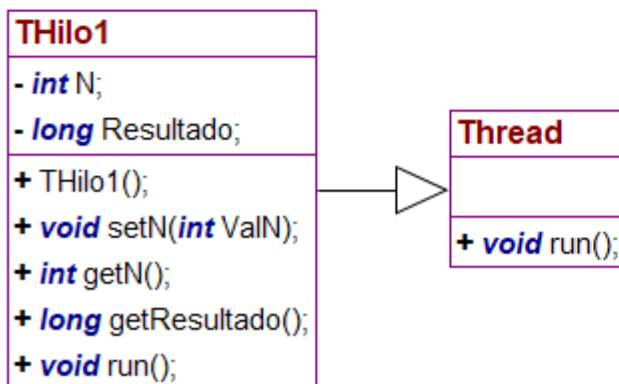 THilo1
- int N;
- long Resultado;
+ THilo1();
+ void setN(int ValN);
+ int getN();
+ long getResultado();
+ void run();
Thread
+ void run();